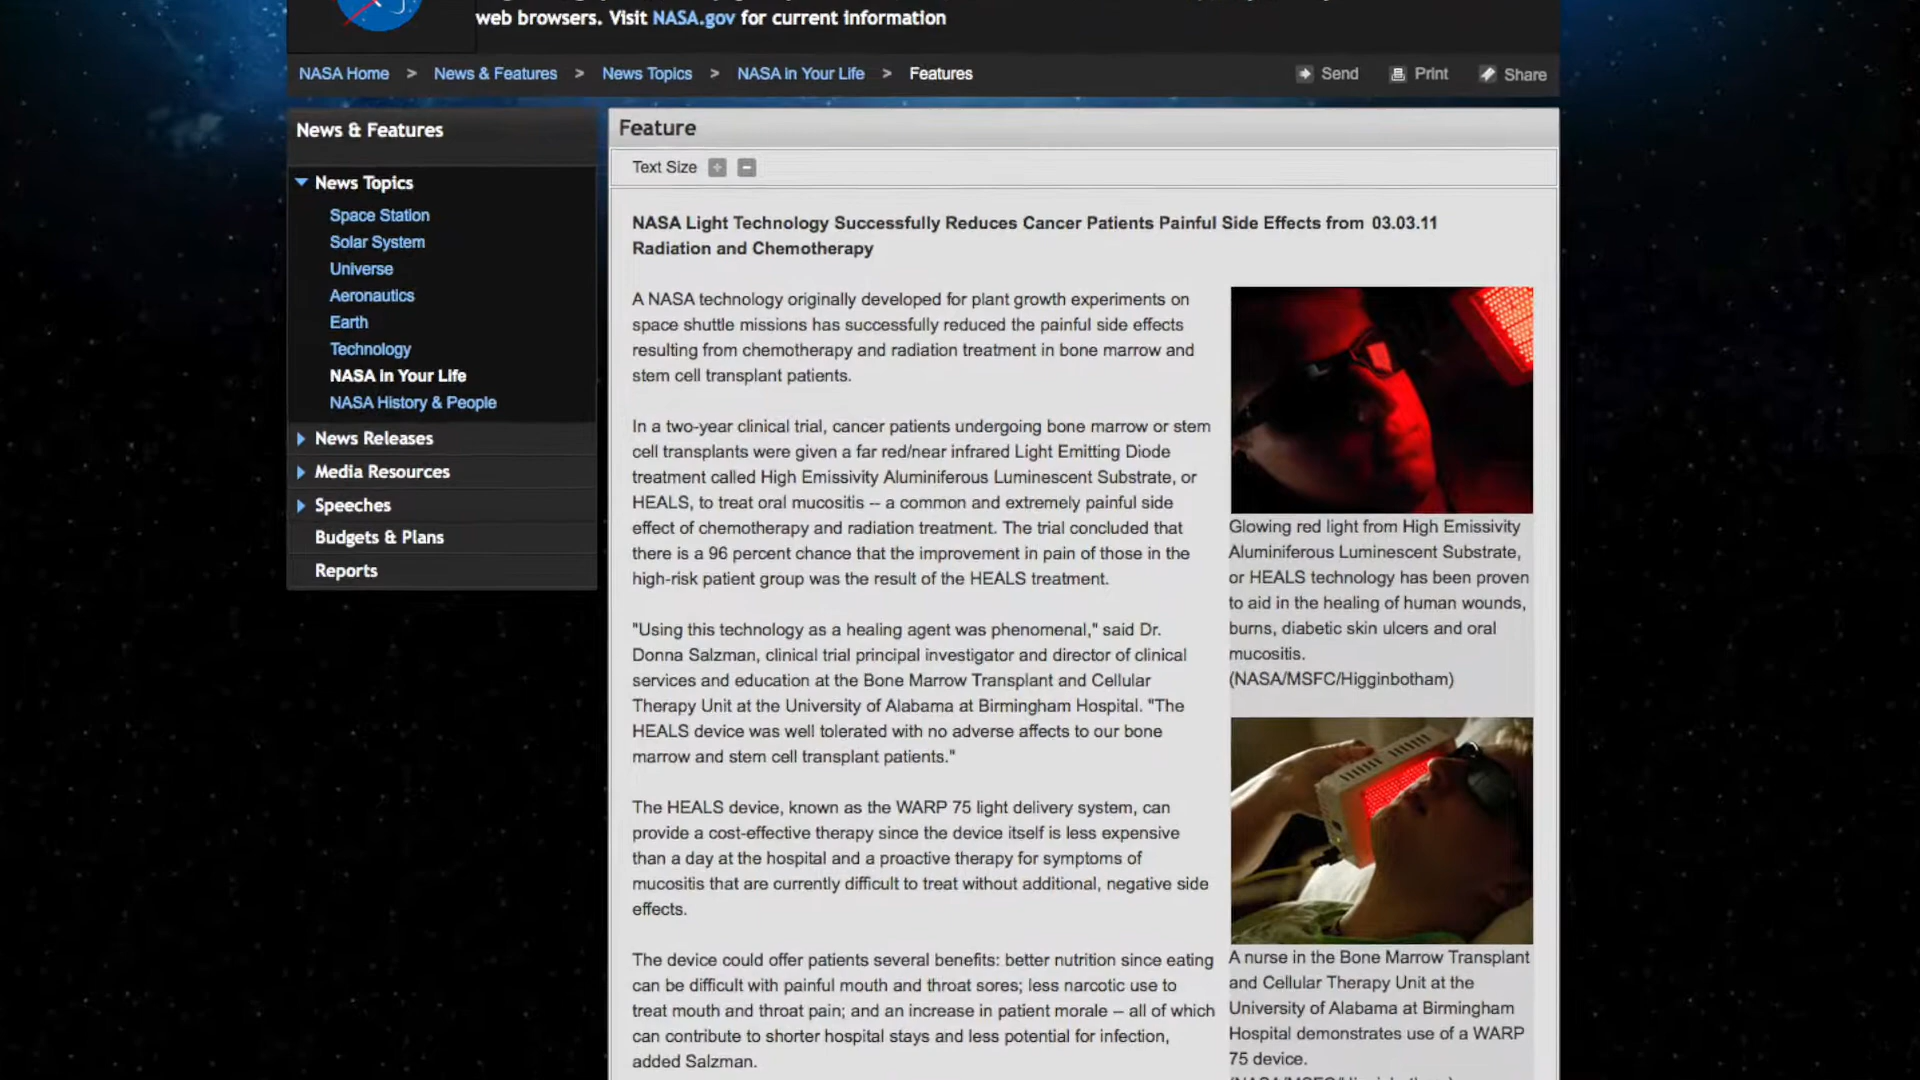 web browsers. Visit NASA.gov for current information
NASA Home > News & Features > News Topics > NASA in Your Life > Features
Send Print Share
News & Features
News Topics
Space Station
Solar System
Universe
Aeronautics
Earth
Technology
NASA in Your Life
NASA History & People
News Releases
Media Resources
Speeches
Budgets & Plans
Reports
Feature
Text Size + -
NASA Light Technology Successfully Reduces Cancer Patients Painful Side Effects from 03.03.11
Radiation and Chemotherapy
A NASA technology originally developed for plant growth experiments on
space shuttle missions has successfully reduced the painful side effects
resulting from chemotherapy and radiation treatment in bone marrow and
stem cell transplant patients.
In a two-year clinical trial, cancer patients undergoing bone marrow or stem
cell transplants were given a far red/near infrared Light Emitting Diode
treatment called High Emissivity Aluminiferous Luminescent Substrate, or
HEALS, to treat oral mucositis -- a common and extremely painful side
effect of chemotherapy and radiation treatment. The trial concluded that
there is a 96 percent chance that the improvement in pain of those in the
high-risk patient group was the result of the HEALS treatment.
"Using this technology as a healing agent was phenomenal," said Dr.
Donna Salzman, clinical trial principal investigator and director of clinical
services and education at the Bone Marrow Transplant and Cellular
Therapy Unit at the University of Alabama at Birmingham Hospital. "The
HEALS device was well tolerated with no adverse affects to our bone
marrow and stem cell transplant patients."
The HEALS device, known as the WARP 75 light delivery system, can
provide a cost-effective therapy since the device itself is less expensive
than a day at the hospital and a proactive therapy for symptoms of
mucositis that are currently difficult to treat without additional, negative side
effects.
The device could offer patients several benefits: better nutrition since eating
can be difficult with painful mouth and throat sores; less narcotic use to
treat mouth and throat pain; and an increase in patient morale -- all of which
can contribute to shorter hospital stays and less potential for infection,
added Salzman.
Glowing red light from High Emissivity
Aluminiferous Luminescent Substrate,
or HEALS technology has been proven
to aid in the healing of human wounds,
burns, diabetic skin ulcers and oral
mucositis.
(NASA/MSFC/Higginbotham)
A nurse in the Bone Marrow Transplant
and Cellular Therapy Unit at the
University of Alabama at Birmingham
Hospital demonstrates use of a WARP
75 device.